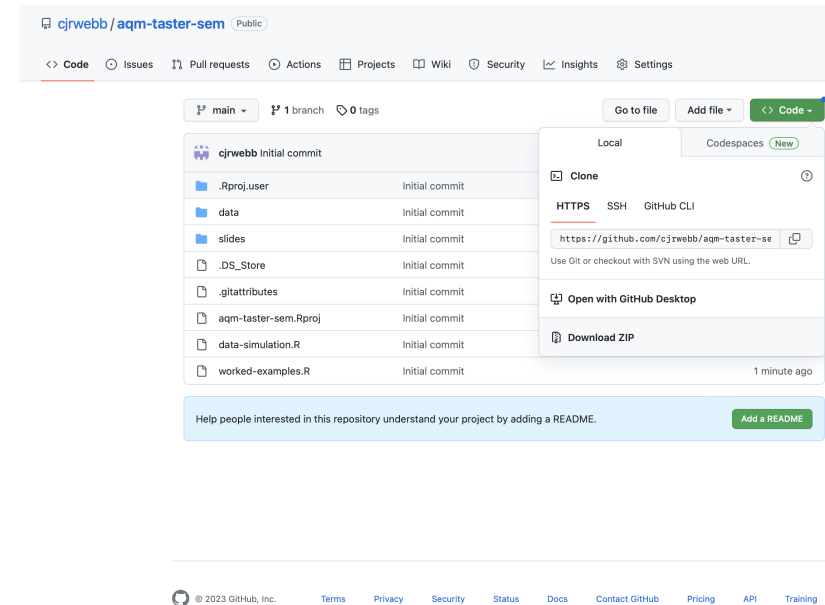 cjrwebb / aqm-taster-sem Public
Code Issues Pull requests Actions Projects Wiki Security Insights Settings
main 1 branch 0 tags Go to file Add file Code
Local Codespaces New
cjrwebb Initial commit
Clone
.Rproj.user Initial commit
HTTPS SSH GitHub CLI
data Initial commit
slides Initial commit
https://github.com/cjrwebb/aqm-taster-se
.DS_Store Initial commit
Use Git or checkout with SVN using the web URL.
.gitattributes Initial commit
Open with GitHub Desktop
aqm-taster-sem.Rproj Initial commit
data-simulation.R Initial commit
Download ZIP
worked-examples.R Initial commit 1 minute ago
Help people interested in this repository understand your project by adding a README. Add a README
© 2023 GitHub, Inc. Terms Privacy Security Status Docs Contact GitHub Pricing API Training